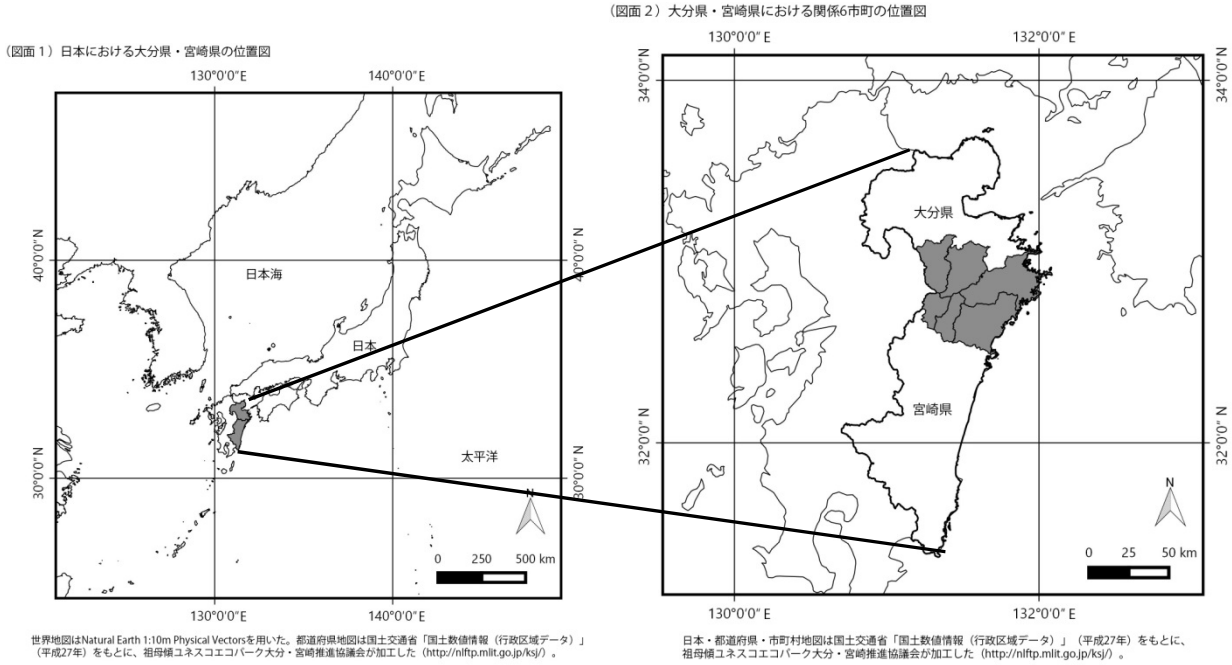 （図面１）日本における大分県・宮崎県の位置図
130°0'0"E
140°0'0"E
40°0'0"N
40°0'0"N
日本海
日本
太平洋
30°0'0"N
30°0'0"N
N
0 250 500 km
130°0'0"E
140°0'0"E
世界地図はNatural Earth 1:10m Physical Vectorsを用いた。都道府県地図は国土交通省「国土数値情報（行政区域データ）」
（平成27年）をもとに、祖母傾ユネスコエコパーク大分・宮崎推進協議会が加工した（http://nlftp.mlit.go.jp/ksj/）。
（図面２）大分県・宮崎県における関係6市町の位置図
130°0'0"E
132°0'0"E
34°0'0"N
34°0'0"N
大分県
宮崎県
32°0'0"N
32°0'0"N
N
0 25 50 km
130°0'0"E
132°0'0"E
日本・都道府県・市町村地図は国土交通省「国土数値情報（行政区域データ）」（平成27年）をもとに、
祖母傾ユネスコエコパーク大分・宮崎推進協議会が加工した（http://nlftp.mlit.go.jp/ksj/）。